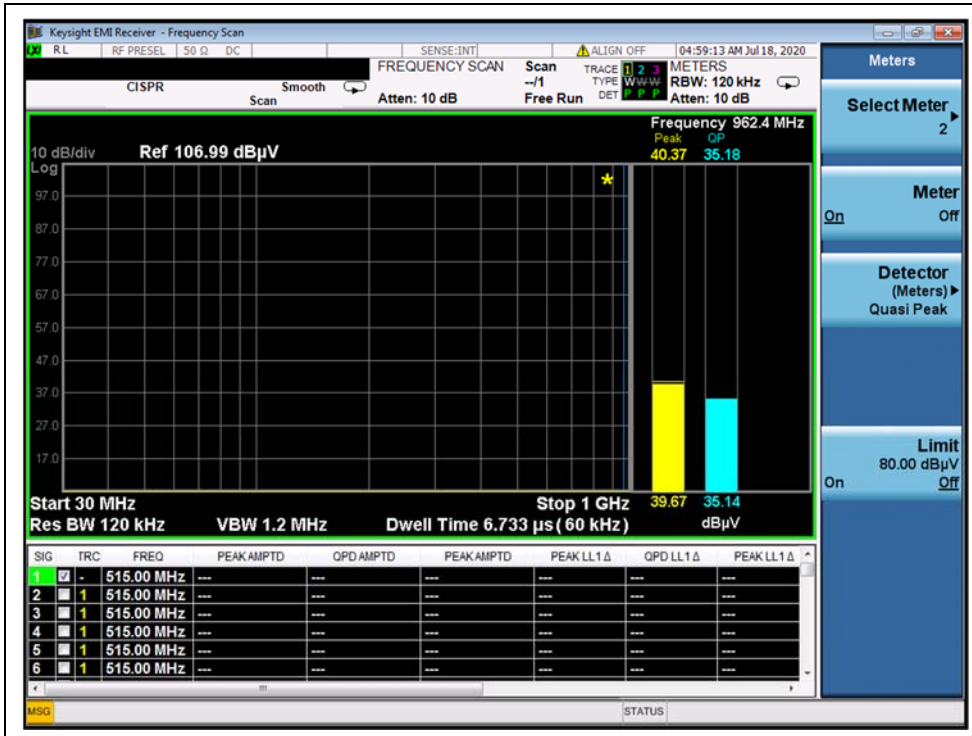 Keysight EMI Receiver - Frequency Scan
LXI RL RF PRESEL 50 Ω DC SENSE:INT ALIGN OFF 04:59:13 AM Jul 18, 2020
FREQUENCY SCAN Scan TRACE 1 2 3 METERS
--/1 TYPE W W W RBW: 120 kHz
CISPR Smooth
Scan Atten: 10 dB Free Run DET P P P Atten: 10 dB
Frequency 962.4 MHz
Peak QP
10 dB/div Ref 106.99 dBµV 40.37 35.18
Log
97.0
87.0
77.0
67.0
57.0
47.0
37.0
27.0
17.0
Start 30 MHz Stop 1 GHz 39.67 35.14
Res BW 120 kHz VBW 1.2 MHz Dwell Time 6.733 µs (60 kHz) dBµV
SIG TRC FREQ PEAK AMPTD QPD AMPTD PEAK AMPTD PEAK LL1 Δ QPD LL1 Δ PEAK LL1 Δ
1 - 515.00 MHz --- --- --- --- --- ---
2 1 515.00 MHz --- --- --- --- --- ---
3 1 515.00 MHz --- --- --- --- --- ---
4 1 515.00 MHz --- --- --- --- --- ---
5 1 515.00 MHz --- --- --- --- --- ---
6 1 515.00 MHz --- --- --- --- --- ---
MSG STATUS
Meters
Select Meter
2
Meter
On Off
Detector
(Meters)
Quasi Peak
Limit
80.00 dBµV
On Off